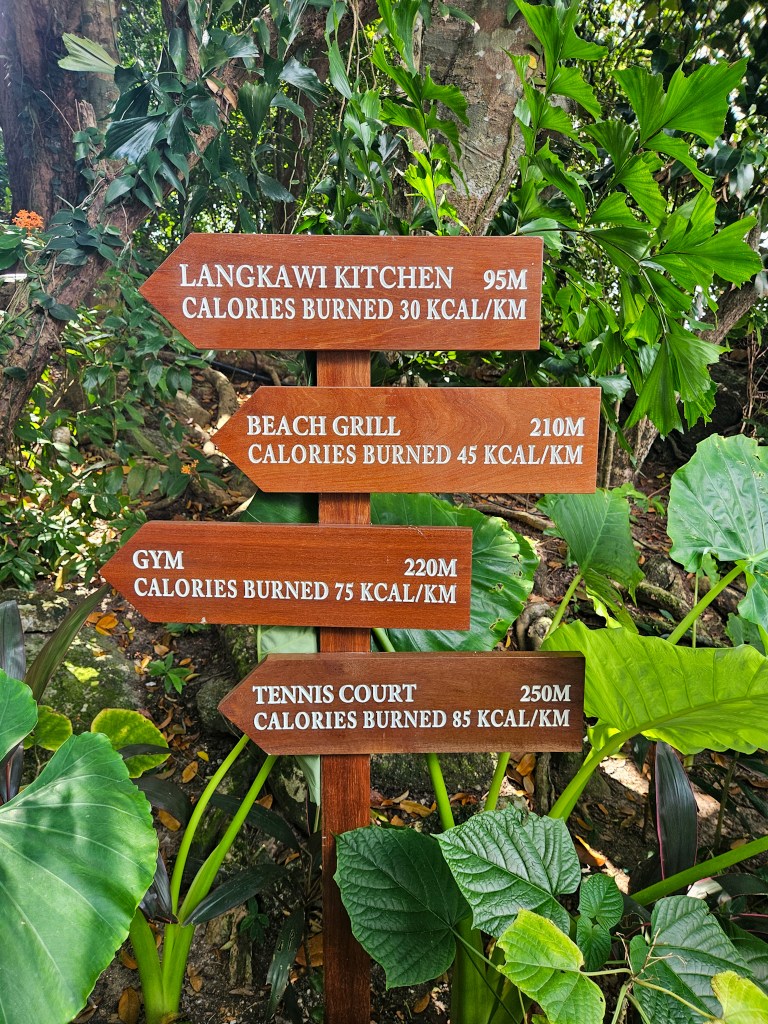 LANGKAWI KITCHEN 95M
CALORIES BURNED 30 KCAL/KM
BEACH GRILL 210M
CALORIES BURNED 45 KCAL/KM
GYM 220M
CALORIES BURNED 75 KCAL/KM
TENNIS COURT 250M
CALORIES BURNED 85 KCAL/KM